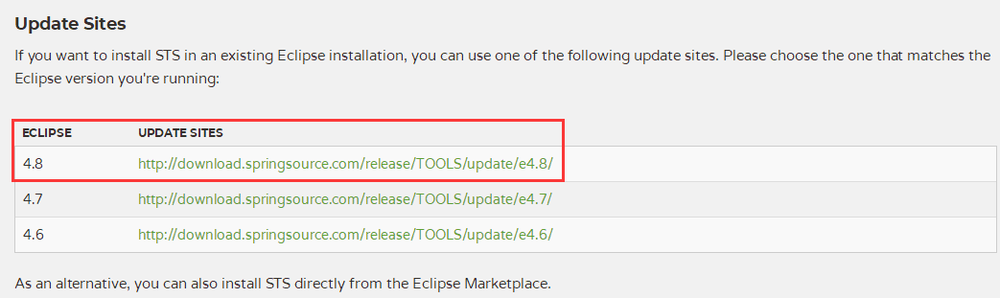 Update Sites
If you want to install STS in an existing Eclipse installation, you can use one of the following update sites. Please choose the one that matches the
Eclipse version you're running:
ECLIPSE UPDATE SITES
4.8 http://download.springsource.com/release/TOOLS/update/e4.8/
4.7 http://download.springsource.com/release/TOOLS/update/e4.7/
4.6 http://download.springsource.com/release/TOOLS/update/e4.6/
As an alternative, you can also install STS directly from the Eclipse Marketplace.